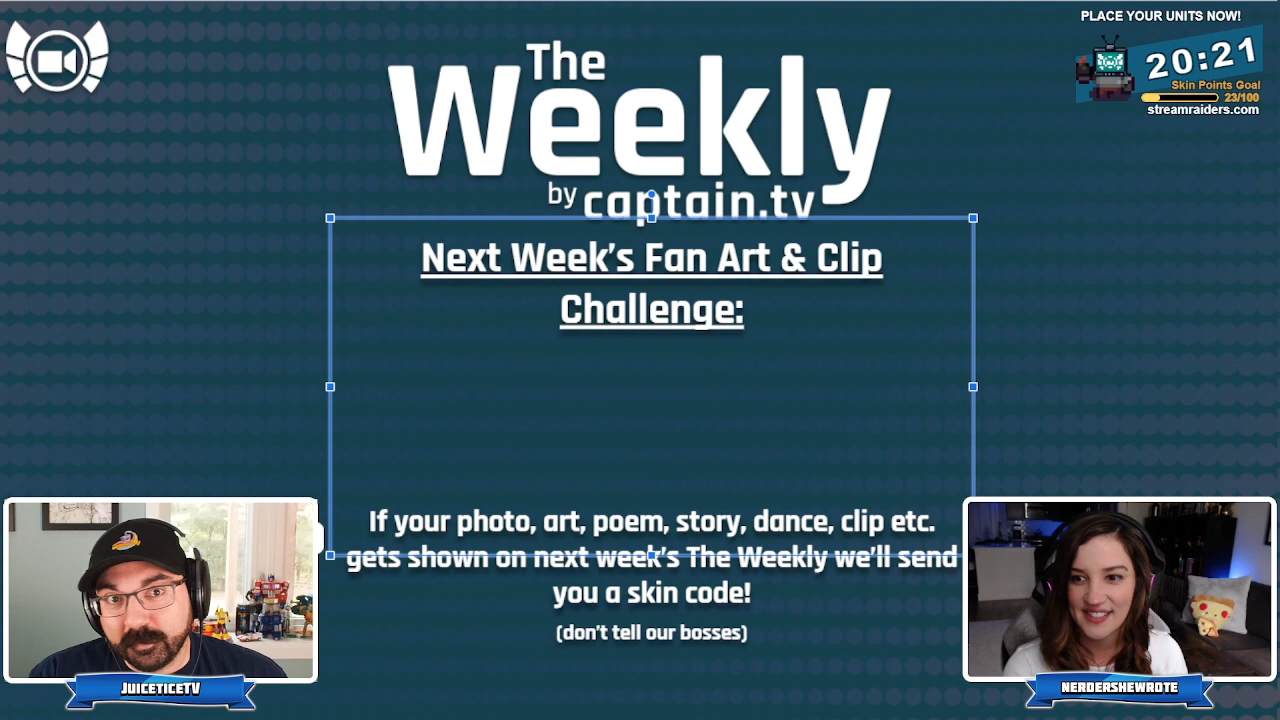 PLACE YOUR UNITS NOW!
20:21
Skin Points Goal
23/100
streamraiders.com
The
Weekly
by captain.tv
Next Week's Fan Art & Clip
Challenge:
If your photo, art, poem, story, dance, clip etc.
gets shown on next week's The Weekly we'll send
you a skin code!
(don't tell our bosses)
JUICETICETV
NERDERSHEWROTE